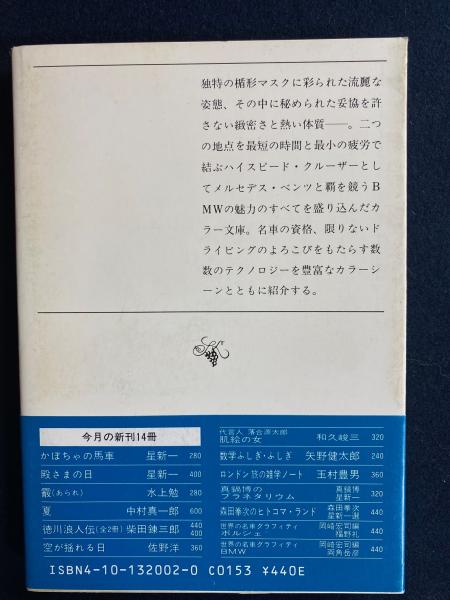 独特の楯形マスクに彩られた流麗な
姿態、その中に秘められた妥協を許
さない緻密さと熱い体質――。二つ
の地点を最短の時間と最小の疲労で
結ぶハイスピード・クルーザーとし
てメルセデス・ベンツと覇を競うB
MWの魅力のすべてを盛り込んだカ
ラー文庫。名車の資格、限りないド
ライビングのよろこびをもたらす数
数のテクノロジーを豊富なカラーシ
ーンとともに紹介する。
今月の新刊14冊
かぼちゃの馬車 星新一 280
殿さまの日 星新一 400
霰(あられ) 水上勉 280
夏 中村真一郎 640
徳川浪人伝(全2冊) 柴田錬三郎 440 400
空が揺れる日 佐野洋 360
代言人 落合源太郎
肌絵の女 和久峻三 320
数学ふしぎ・ふしぎ 矢野健太郎 240
ロンドン旅の雑学ノート 玉村豊男 360
真鍋博の
プラネタリウム 真鍋博 星新一 320
森田拳次のヒトコマ・ランド 森田拳次 星新一選 440
世界の名車グラフィティ
ポルシェ 岡崎宏司編 福野礼 440
世界の名車グラフィティ
BMW 岡崎宏司編 両角岳彦 440
ISBN4-10-132002-0 C0153 ¥440E